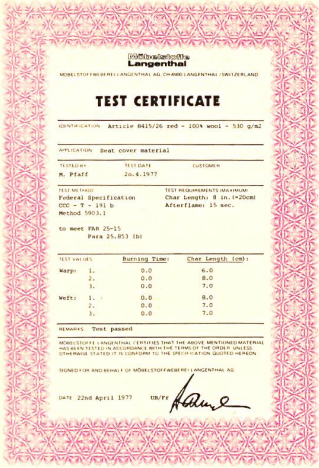 Möbelstoffe
Langenthal
MÖBELSTOFFWEBEREI LANGENTHAL AG, CH-4900 LANGENTHAL/SWITZERLAND
TEST CERTIFICATE
IDENTIFICATION Article 8415/26 red - 100% wool - 530 g/m2
APPLICATION Seat cover material
TESTED BY TEST DATE CUSTOMER
M. Pfaff 2o.4.1977
TEST METHOD TEST REQUIREMENTS (MAXIMUM)
Federal Specification Char Length: 8 in.(=20cm)
CCC - T - 191 b Afterflame: 15 sec.
Method 5903.1
to meet FAR 25-15
Para 25.853 (b)
TEST VALUES Burning Time: Char Length (cm):
Warp: 1. 0.0 6.0
2. 0.0 8.0
3. 0.0 7.0
Weft: 1. 0.0 8.0
2. 0.0 8.0
3. 0.0 7.0
REMARKS Test passed
MÖBELSTOFFE LANGENTHAL CERTIFIES THAT THE ABOVE MENTIONED MATERIAL
HAS BEEN TESTED IN ACCORDANCE WITH THE TERMS OF THE ORDER. UNLESS
OTHERWISE STATED IT IS CONFORM TO THE SPECIFICATION QUOTED HEREON.
SIGNED FOR AND BEHALF OF MÖBELSTOFFWEBEREI LANGENTHAL AG.
DATE 22nd April 1977 UB/Fr